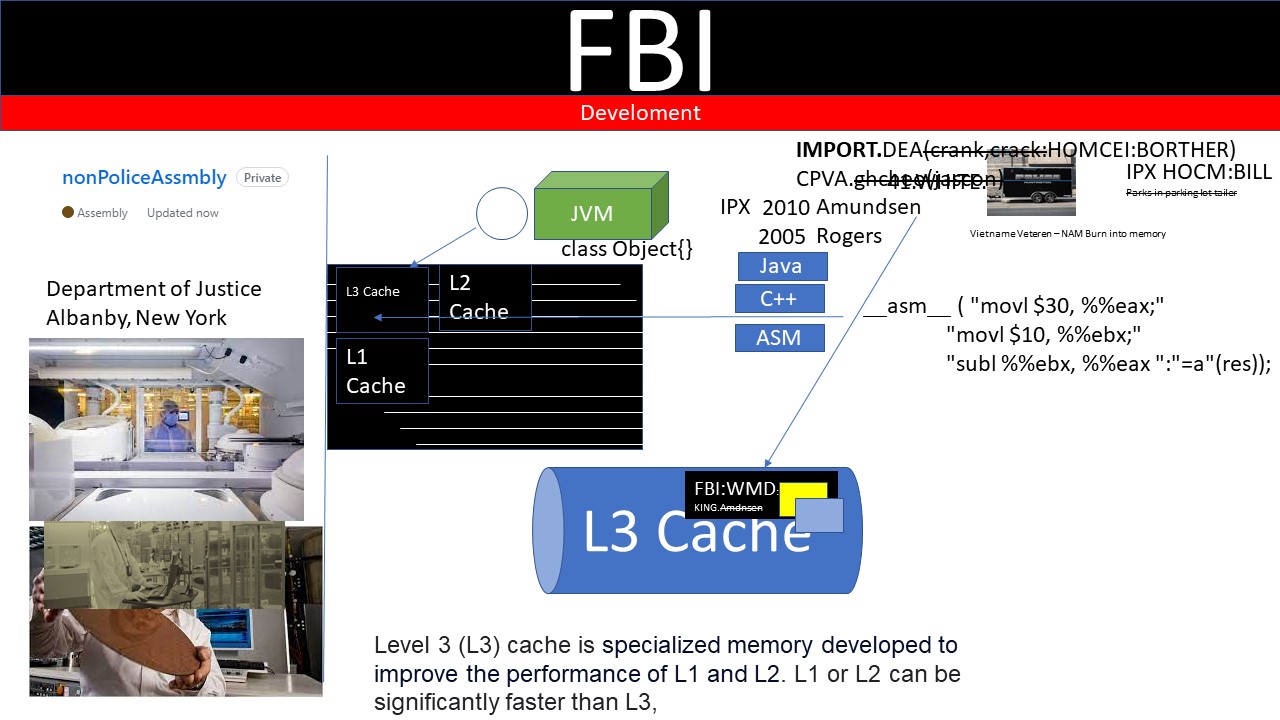 FBI
Develoment
nonPoliceAssmbly Private
Assembly Updated now
Department of Justice
Albanby, New York
JVM
class Object{}
L3 Cache
L2
Cache
L1
Cache
IMPORT.DEA(crank,crack:HOMCEI:BORTHER)
CPVA.
IPX 2010 Amundsen
2005 Rogers
Java
C++
ASM
IPX HOCM:BILL
Parks in parking lot tailer
Vietname Veteren – NAM Burn into memory
__asm__ ( "movl $30, %%eax;"
"movl $10, %%ebx;"
"subl %%ebx, %%eax ":"=a"(res));
FBI:WMD:
KING.Amdnsen
L3 Cache
Level 3 (L3) cache is specialized memory developed to
improve the performance of L1 and L2. L1 or L2 can be
significantly faster than L3,